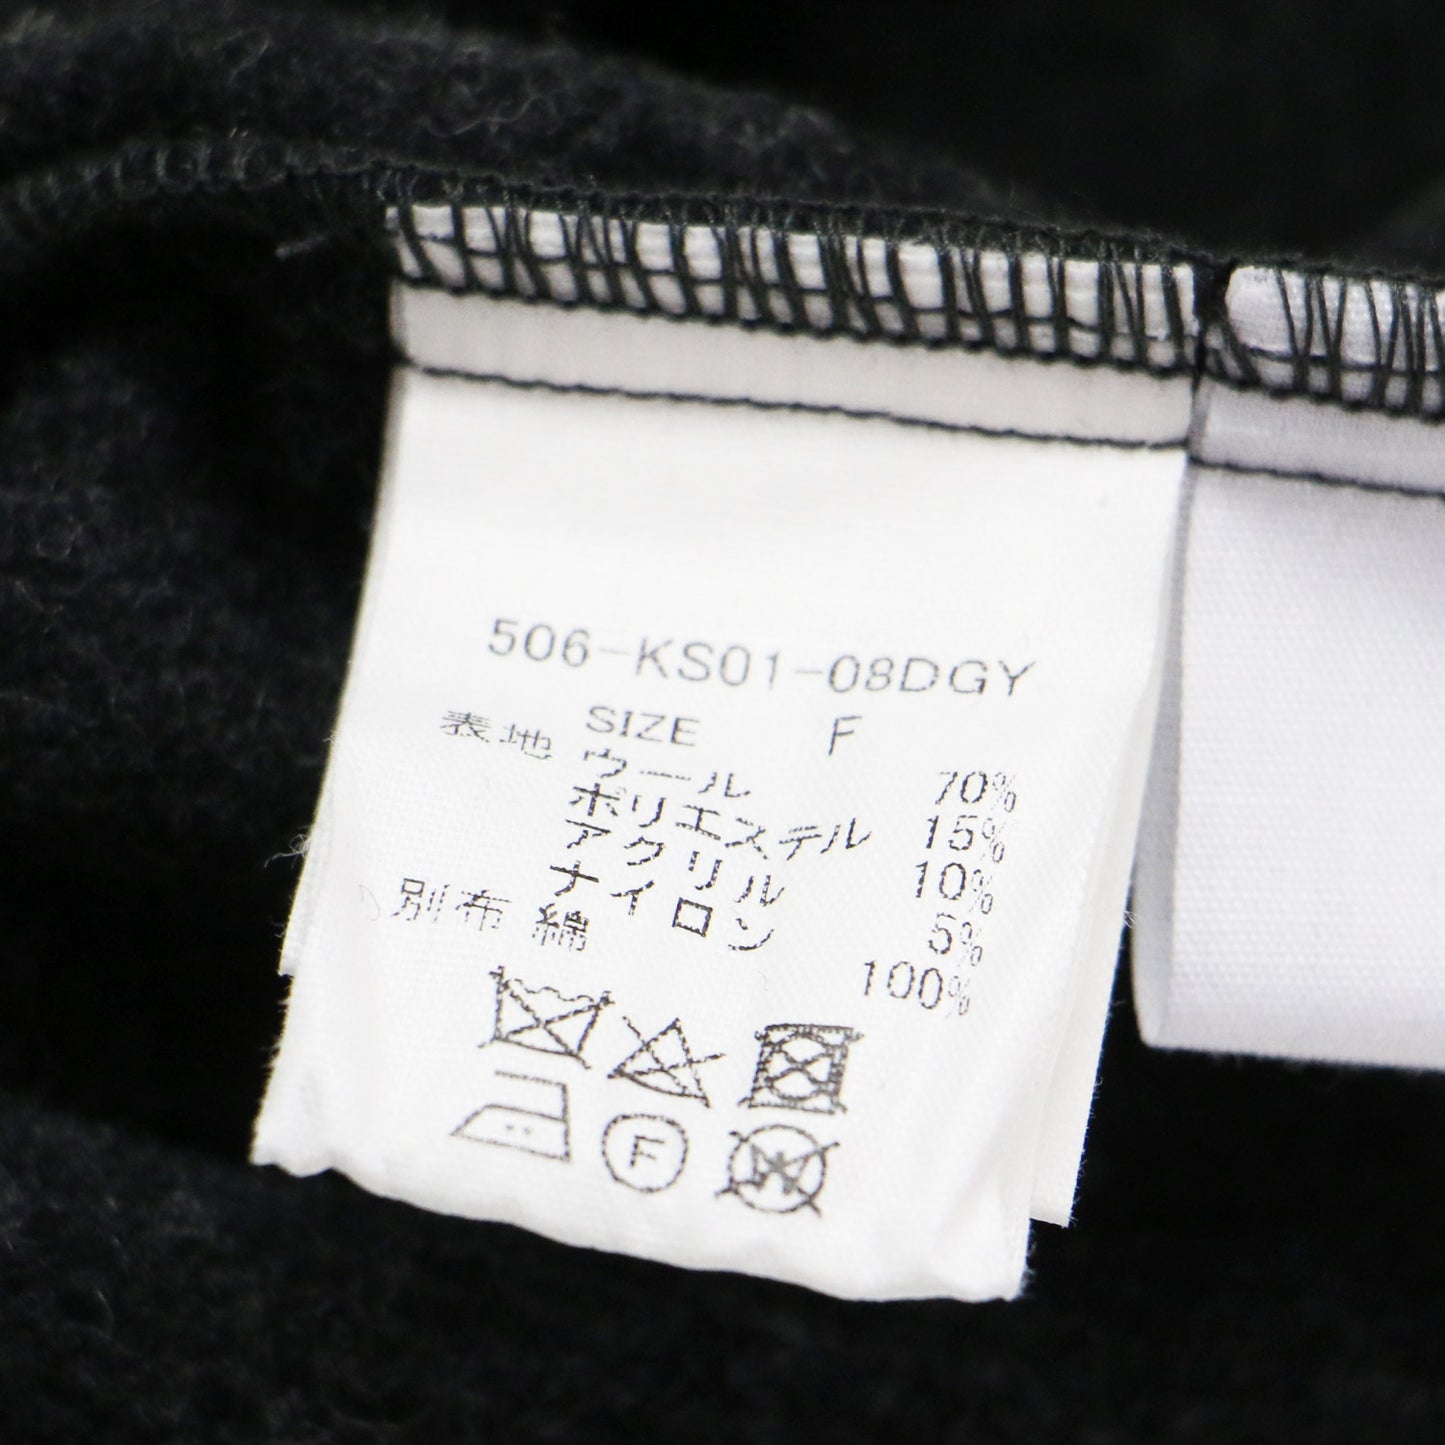 506-KS01-08DGY
SIZE F
表地 ウール 70%
ポリエステル 15%
アクリル 10%
ナイロン 5%
別布 綿 100%
F
W